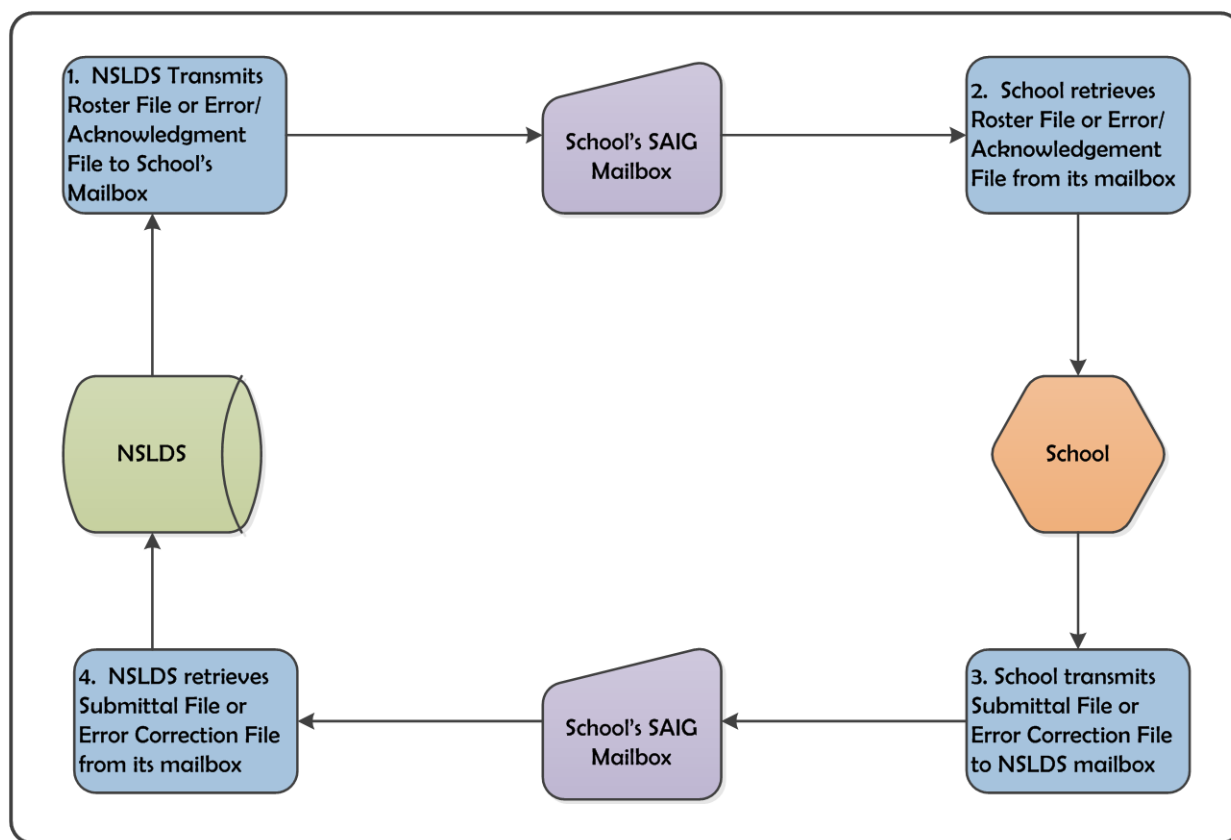 1.  NSLDS Transmits
Roster File or Error/
Acknowledgment
File to School's
Mailbox
School's SAIG
Mailbox
2.  School retrieves
Roster File or Error/
Acknowledgement
File from its mailbox
NSLDS
School
4.  NSLDS retrieves
Submittal File or
Error Correction File
from its mailbox
School's SAIG
Mailbox
3. School transmits
Submittal File or
Error Correction File
to NSLDS mailbox